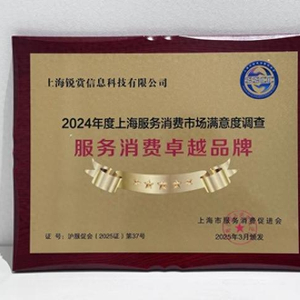 上海锐赏信息科技有限公司
2024年度上海服务消费市场满意度调查
服务消费卓越品牌
上海市服务消费促进会
证 号：沪服促会（2025证）第37号
2025年3月颁发